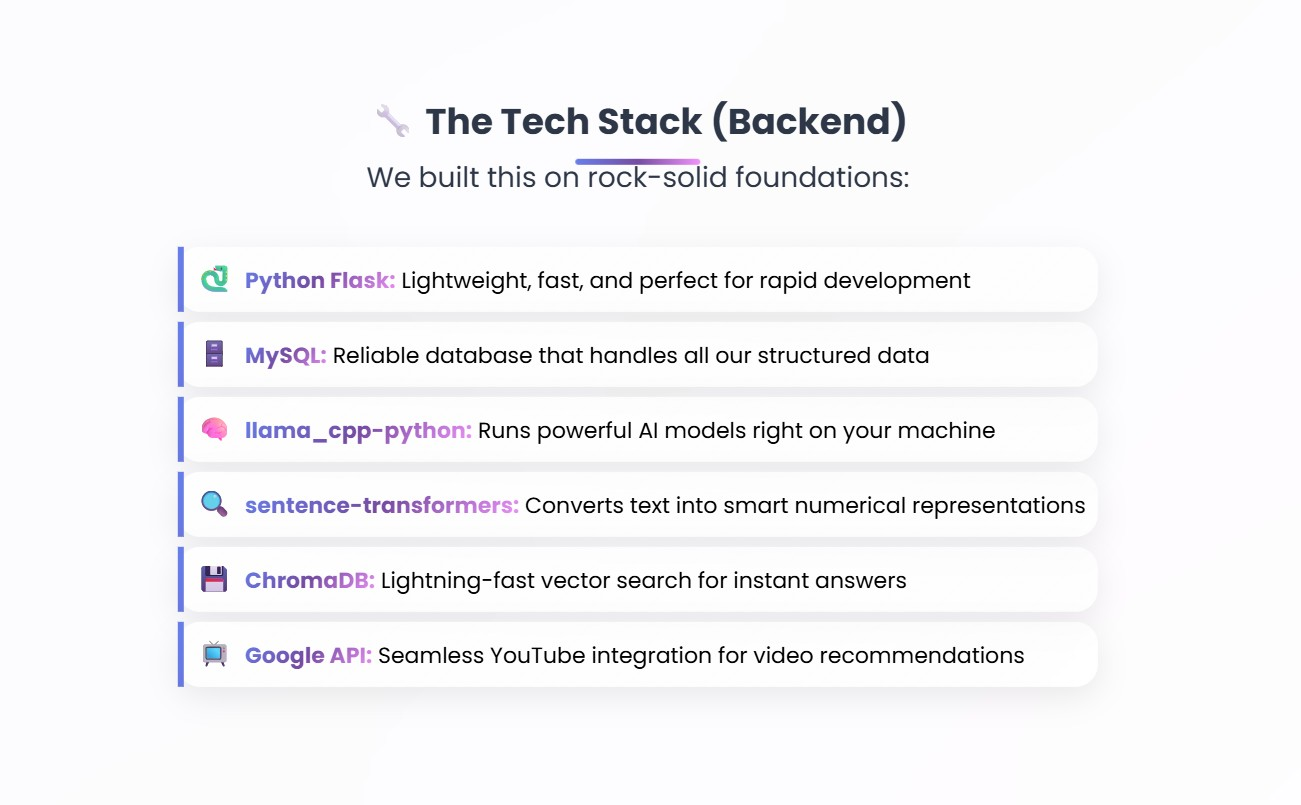 The Tech Stack (Backend)
We built this on rock-solid foundations:
Python Flask: Lightweight, fast, and perfect for rapid development
MySQL: Reliable database that handles all our structured data
llama_cpp-python: Runs powerful AI models right on your machine
sentence-transformers: Converts text into smart numerical representations
ChromaDB: Lightning-fast vector search for instant answers
Google API: Seamless YouTube integration for video recommendations